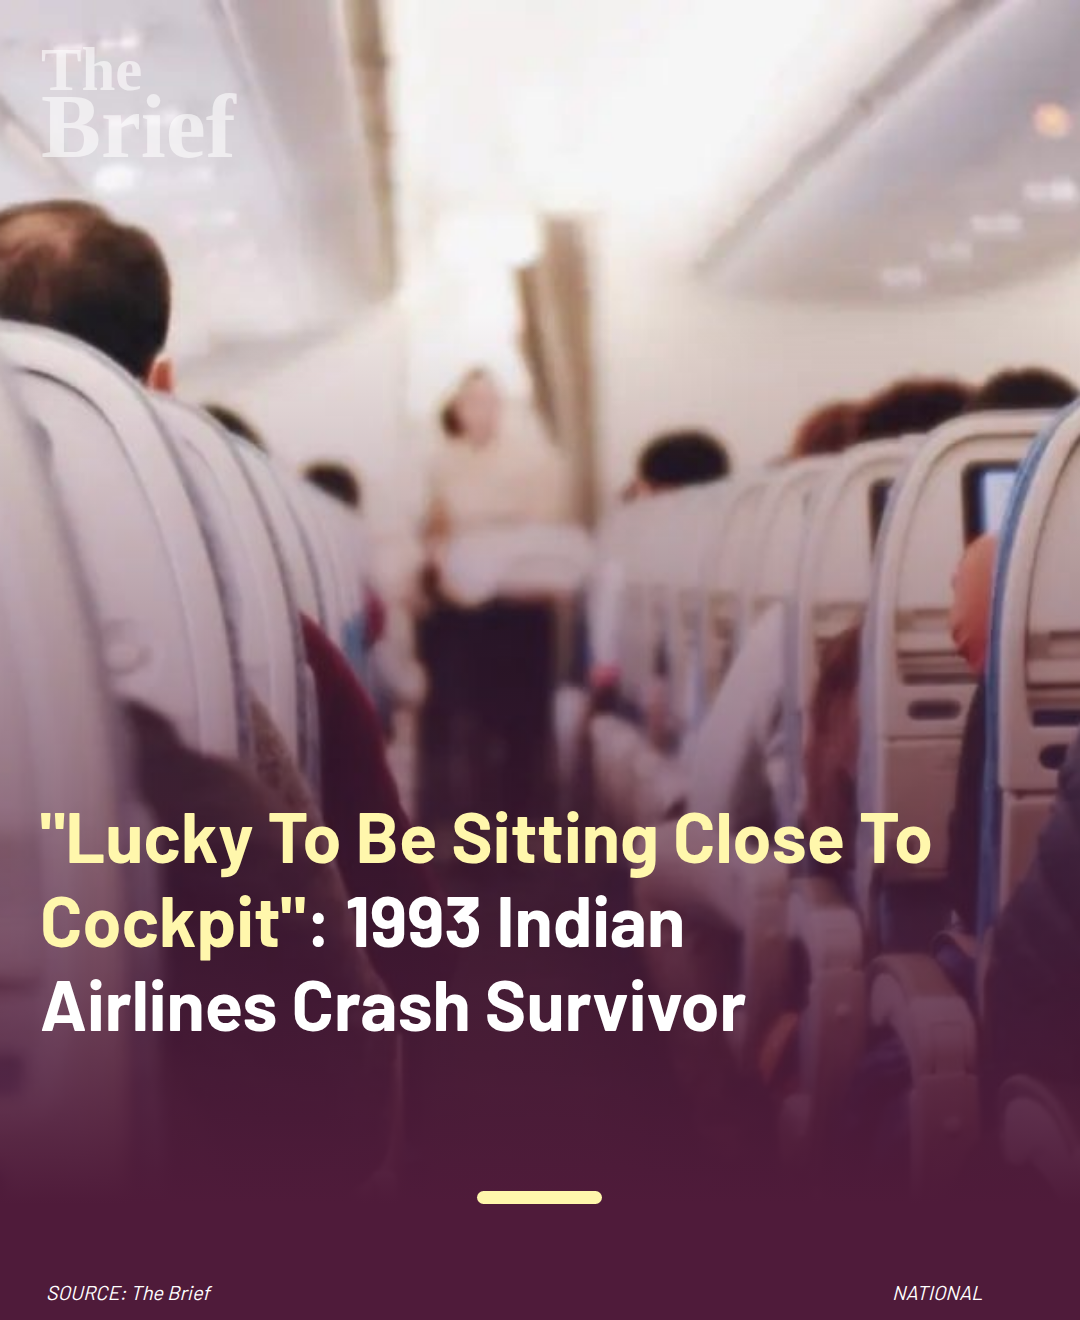 The
Brief
"Lucky To Be Sitting Close To
Cockpit": 1993 Indian
Airlines Crash Survivor
SOURCE: The Brief
NATIONAL